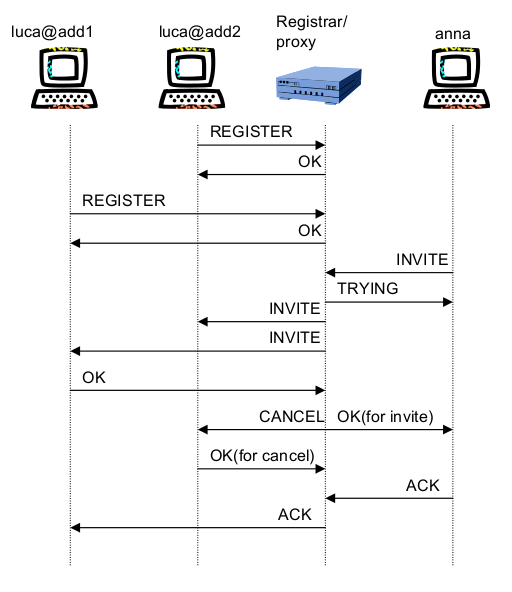 luca@add1
luca@add2
Registrar/
proxy
anna
REGISTER
OK
REGISTER
OK
INVITE
TRYING
INVITE
INVITE
OK
CANCEL
OK(for invite)
OK(for cancel)
ACK
ACK